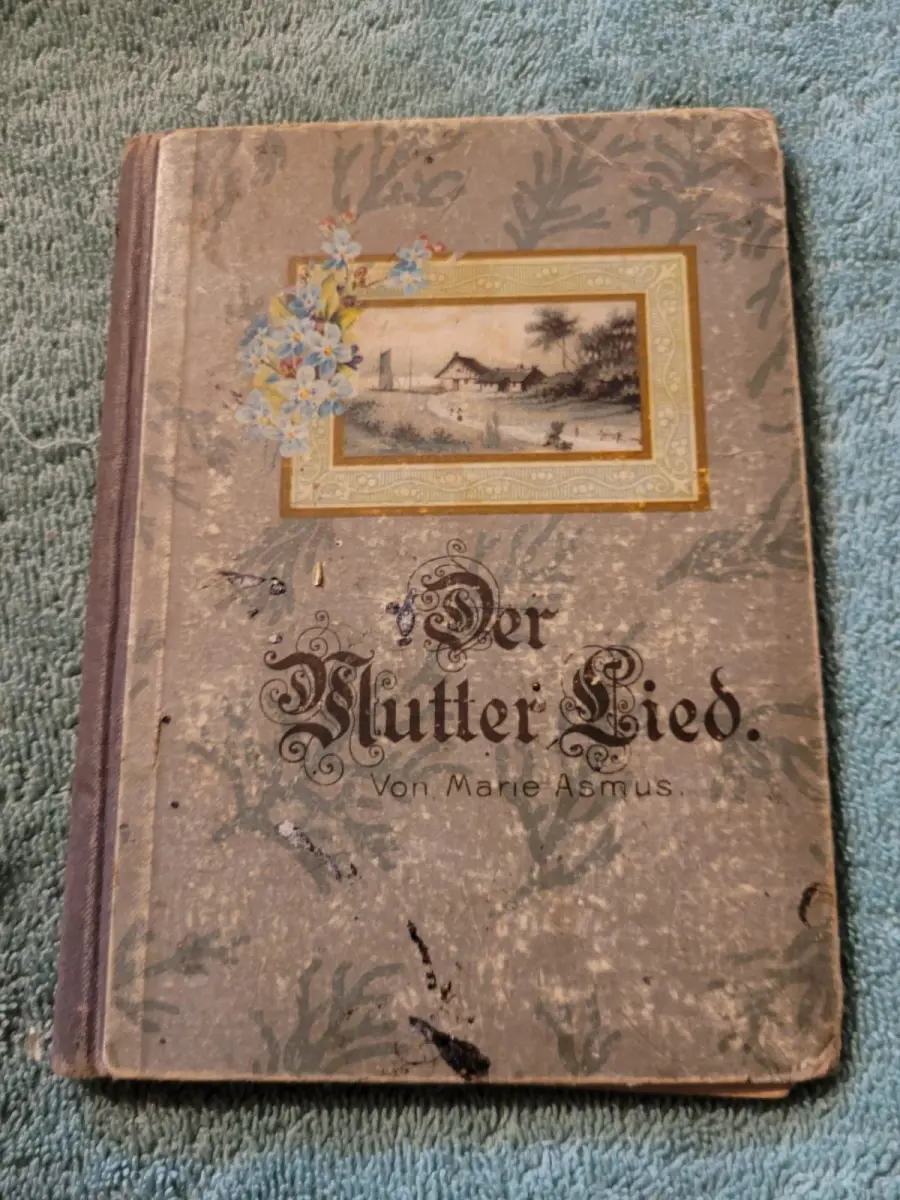 Der
Mutter Lied.
Von Marie Asmus.